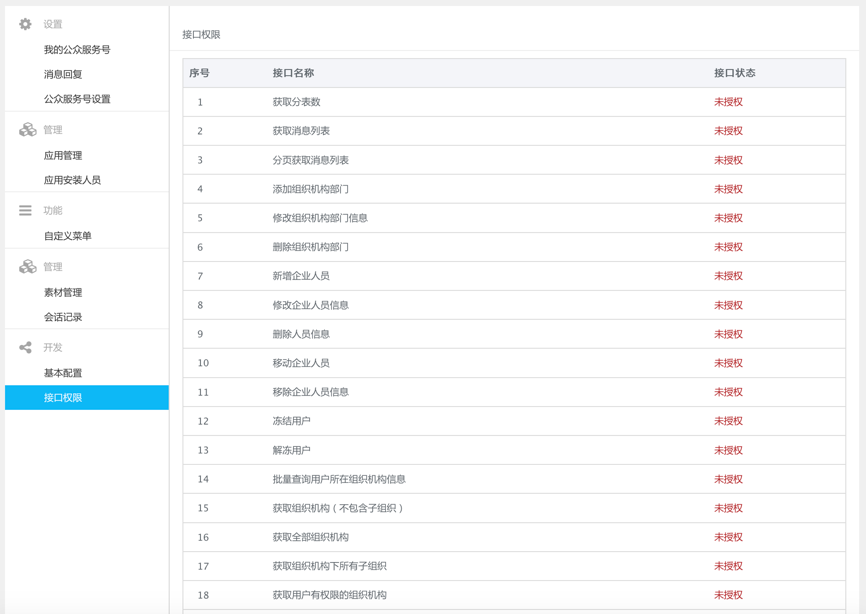 设置
我的公众服务号
消息回复
公众服务号设置
管理
应用管理
应用安装人员
功能
自定义菜单
管理
素材管理
会话记录
开发
基本配置
接口权限
接口权限
序号 接口名称 接口状态
1 获取分表数 未授权
2 获取消息列表 未授权
3 分页获取消息列表 未授权
4 添加组织机构部门 未授权
5 修改组织机构部门信息 未授权
6 删除组织机构部门 未授权
7 新增企业人员 未授权
8 修改企业人员信息 未授权
9 删除人员信息 未授权
10 移动企业人员 未授权
11 移除企业人员信息 未授权
12 冻结用户 未授权
13 解冻用户 未授权
14 批量查询用户所在组织机构信息 未授权
15 获取组织机构（不包含子组织） 未授权
16 获取全部组织机构 未授权
17 获取组织机构下所有子组织 未授权
18 获取用户有权限的组织机构 未授权